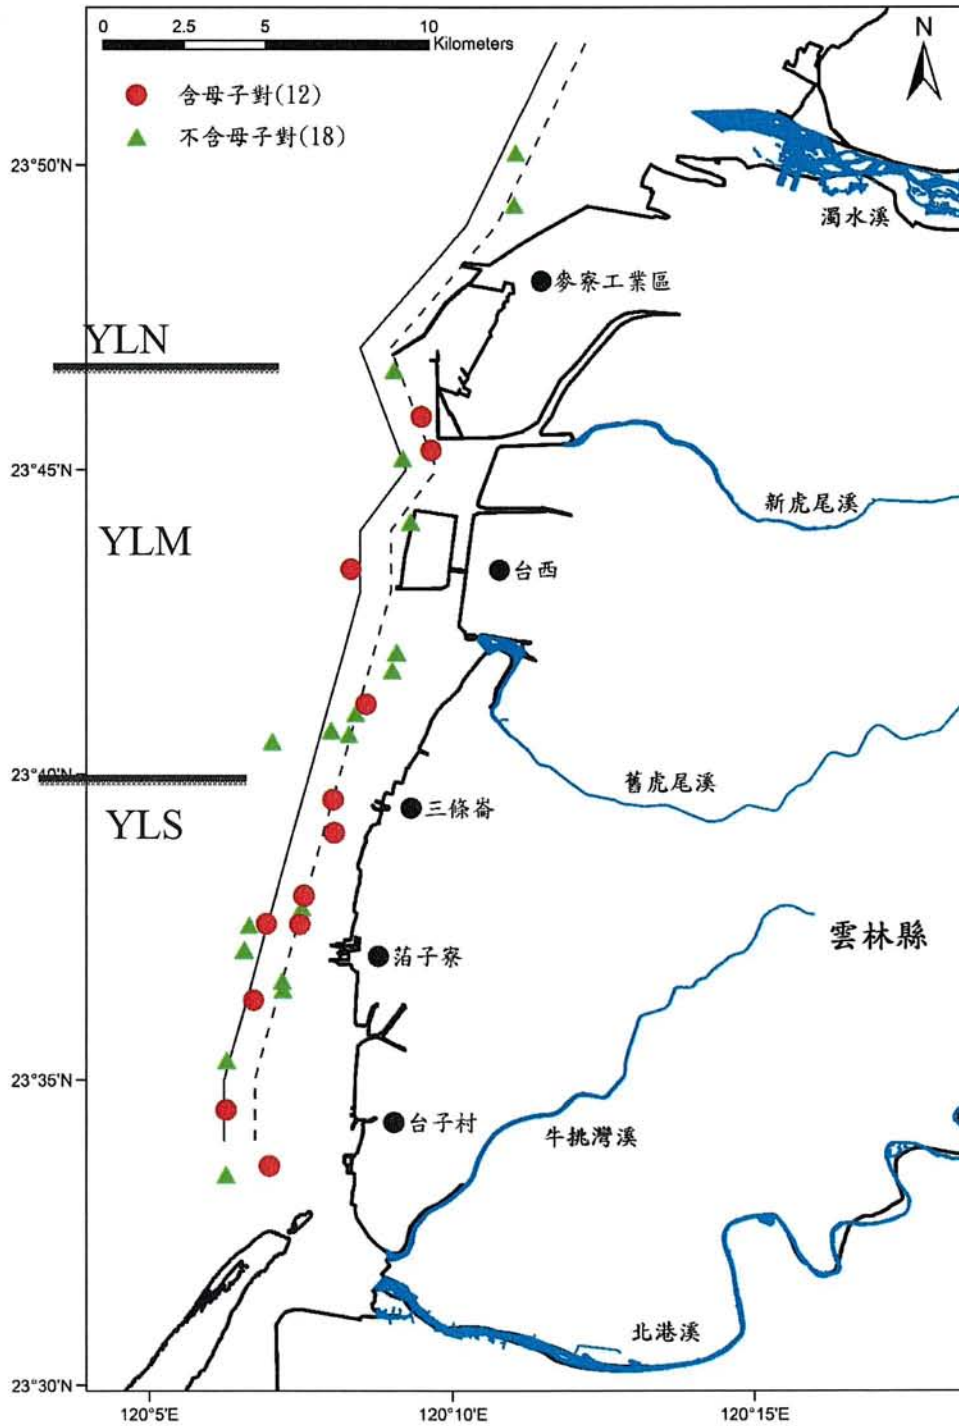 0 2.5 5 10
Kilometers
N
含母子對(12)
不含母子對(18)
23°50'N
濁水溪
麥寮工業區
YLN
23°45'N
新虎尾溪
YLM
台西
23°40'N
舊虎尾溪
三條崙
YLS
雲林縣
箔子寮
23°35'N
台子村
牛挑灣溪
北港溪
23°30'N
120°5'E 120°10'E 120°15'E